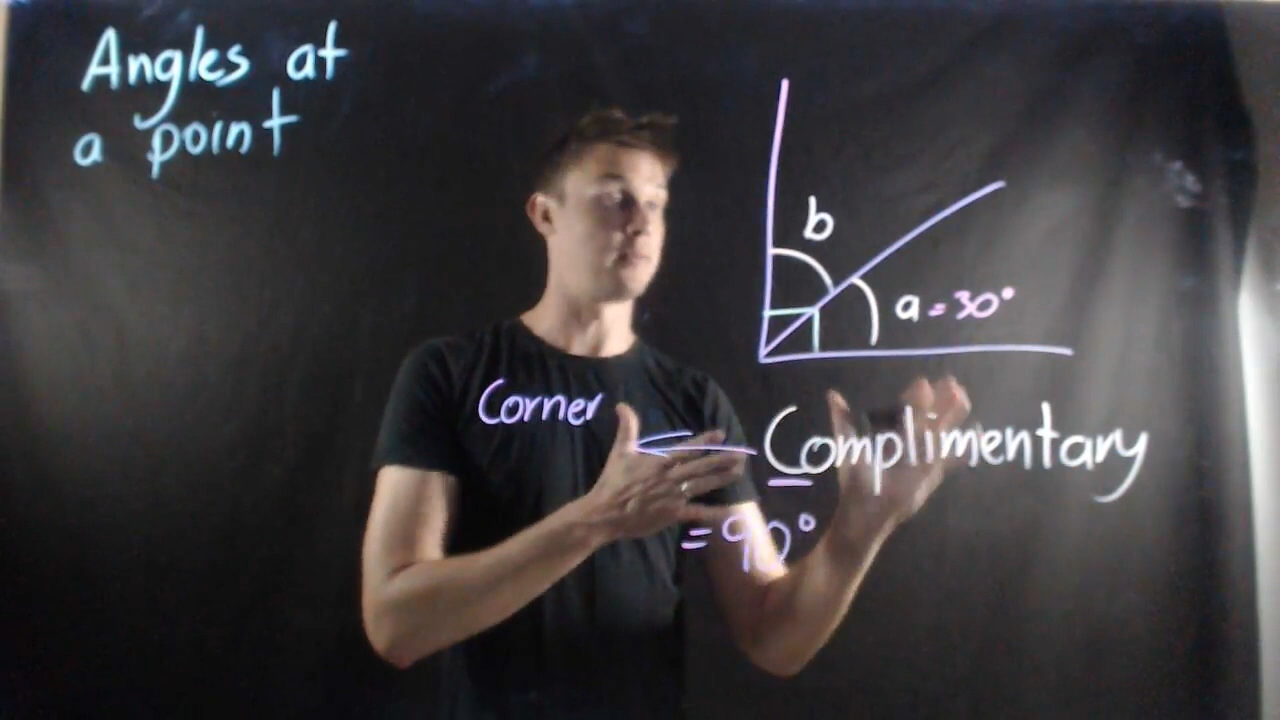 Angles at
a point
b
a = 30°
Corner
Complimentary
= 90°